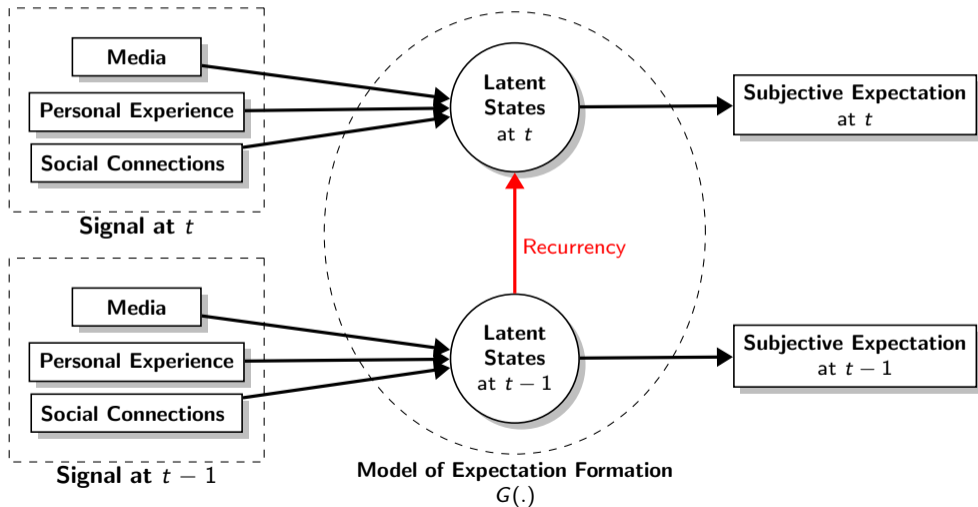 Media
Personal Experience
Social Connections
Signal at t
Latent
States
at t
Subjective Expectation
at t
Recurrency
Media
Personal Experience
Social Connections
Signal at t − 1
Latent
States
at t − 1
Subjective Expectation
at t − 1
Model of Expectation Formation
G(.)